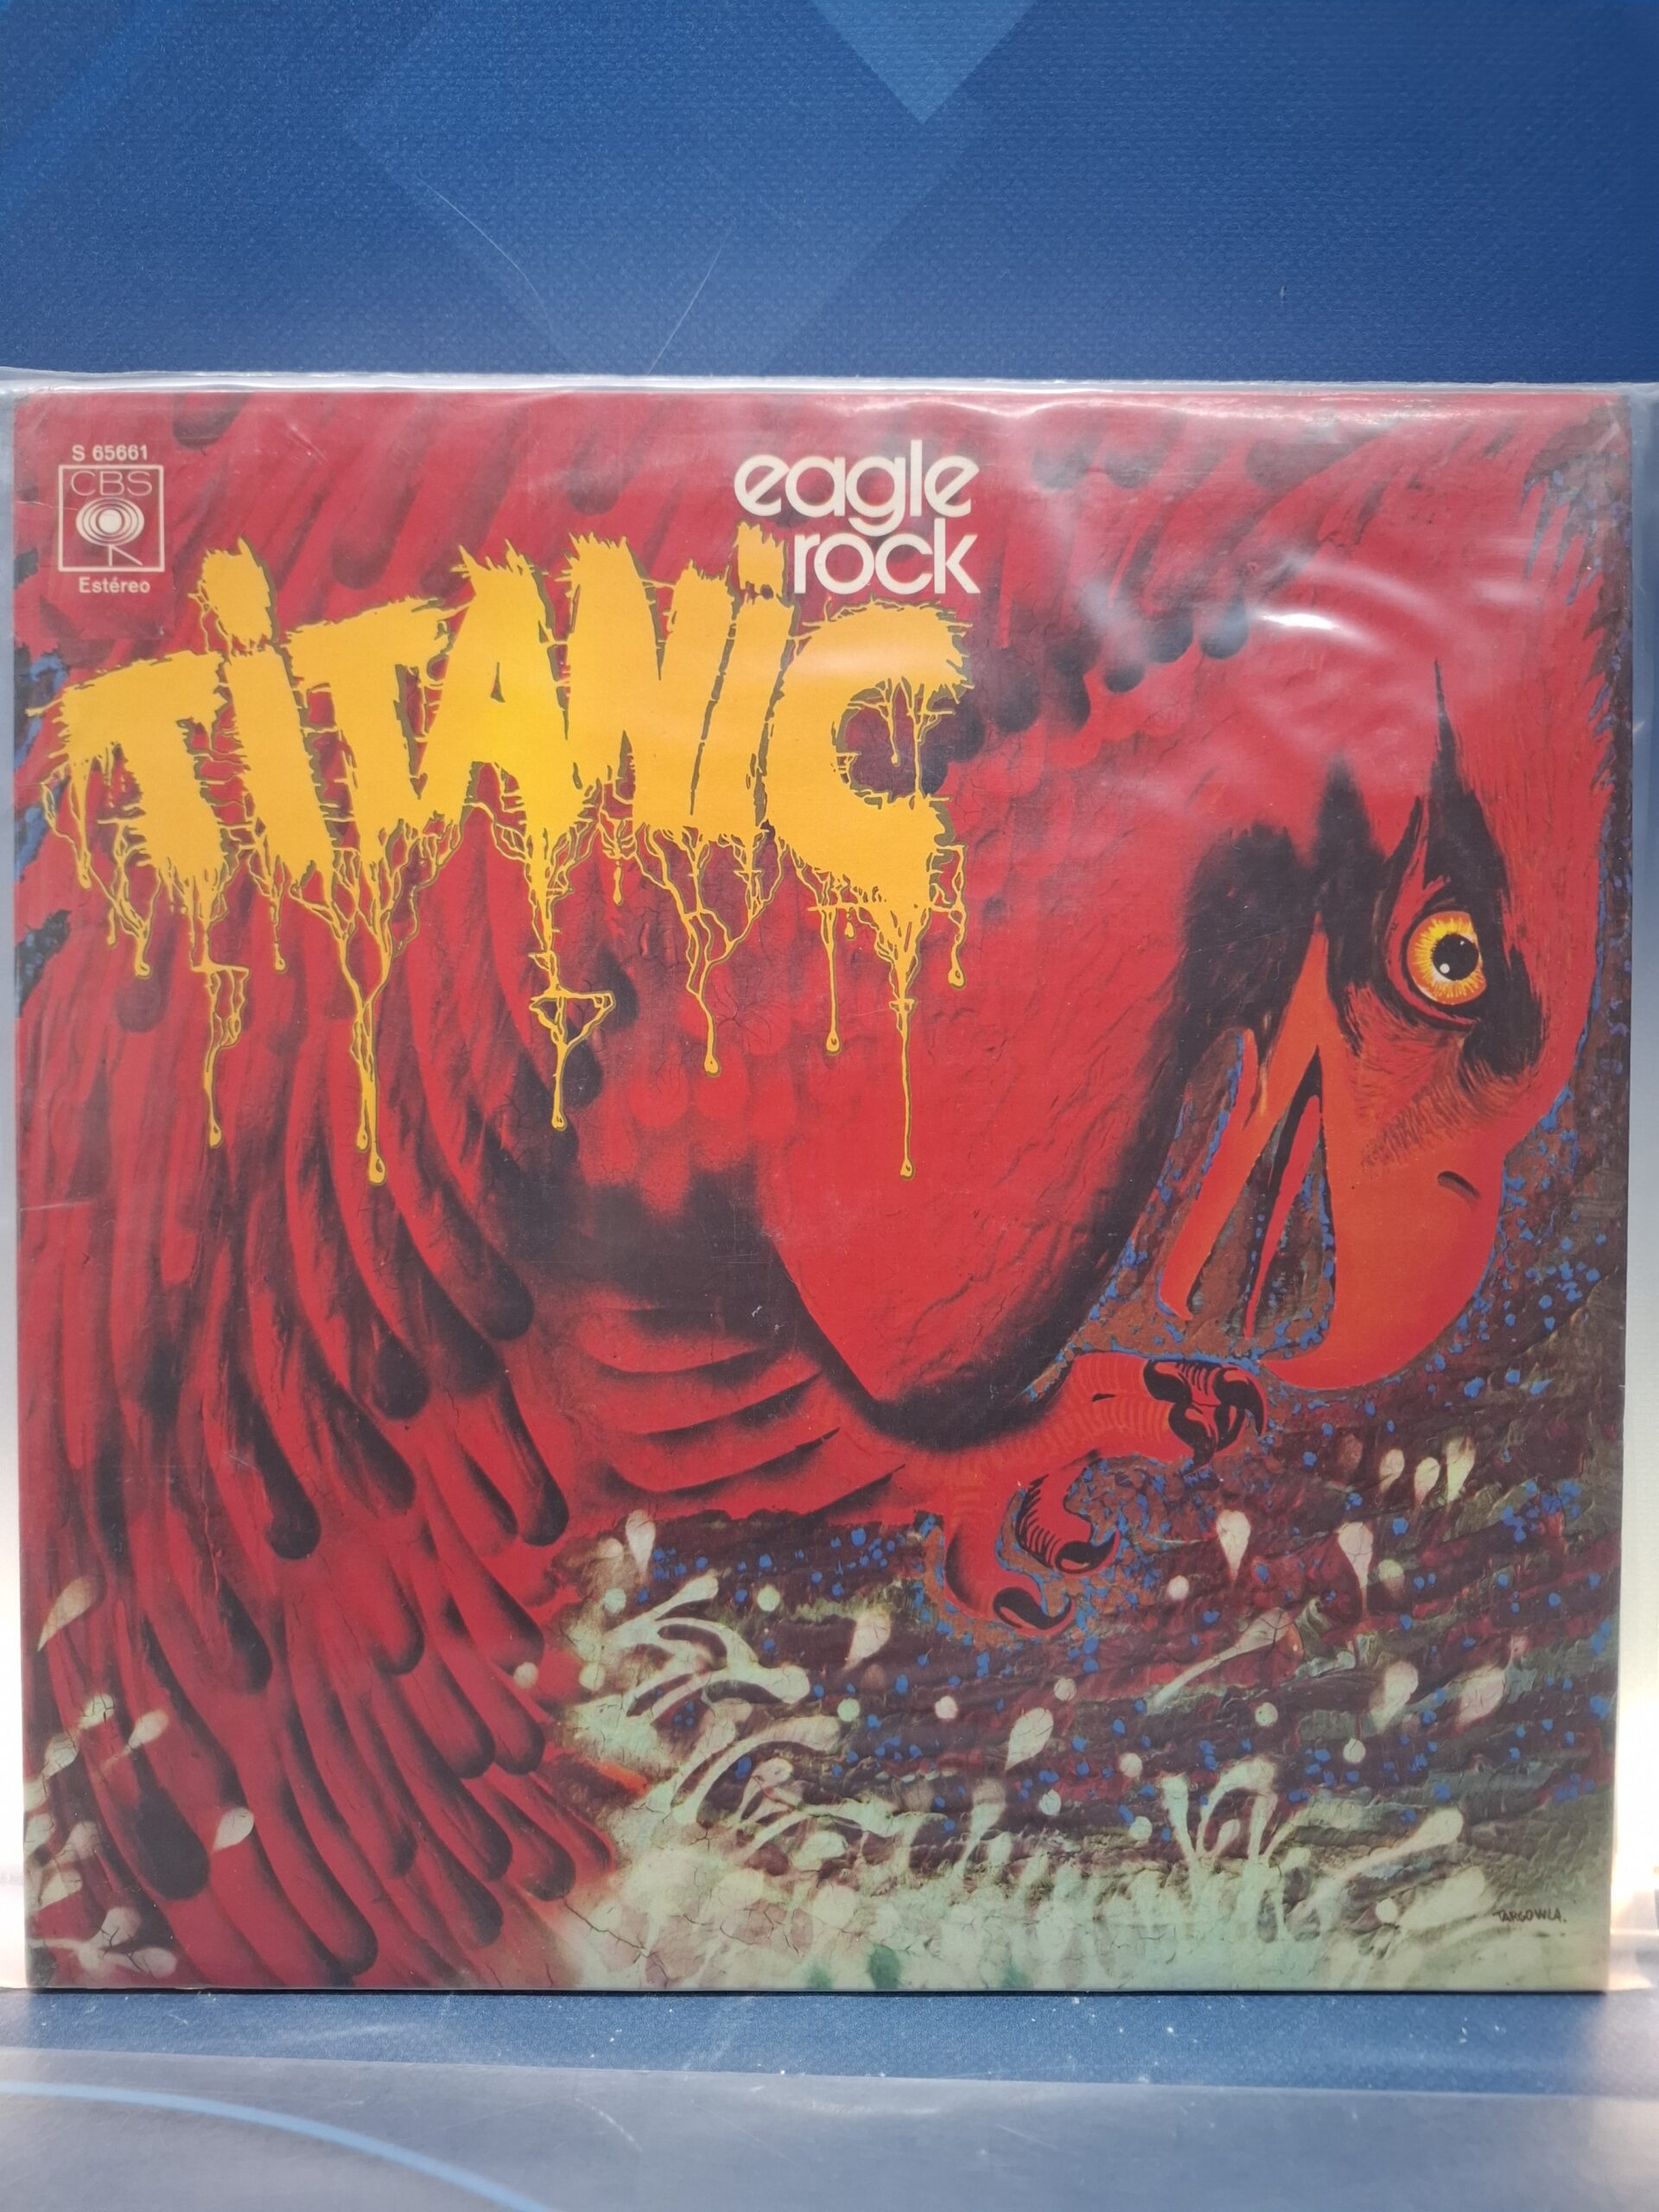 S 65661
CBS
Estéreo
eagle
rock
TiTANiC
TARGOWLA.